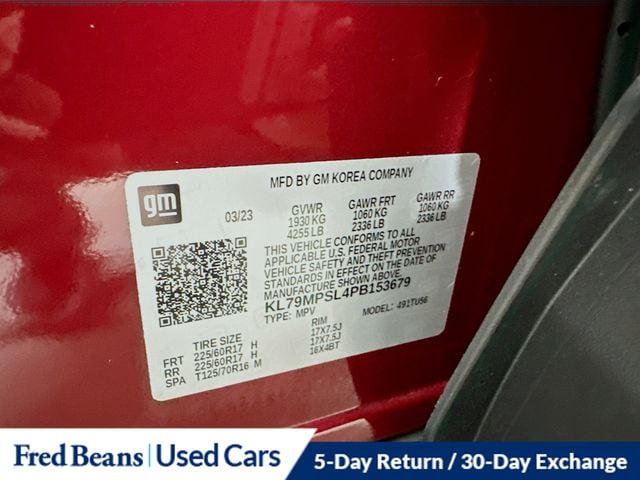 MFD BY GM KOREA COMPANY
gm
03/23
GVWR GAWR FRT GAWR RR
1930 KG 1060 KG 1060 KG
4255 LB 2336 LB 2336 LB
THIS VEHICLE CONFORMS TO ALL
APPLICABLE U.S. FEDERAL MOTOR
VEHICLE SAFETY AND THEFT PREVENTION
STANDARDS IN EFFECT ON THE DATE OF
MANUFACTURE SHOWN ABOVE.
KL79MPSL4PB153679
TYPE: MPV MODEL: 491TU56
TIRE SIZE RIM
FRT 225/60R17 H 17X7.5J
RR 225/60R17 H 17X7.5J
SPA T125/70R16 M 16X4BT
Fred Beans | Used Cars
5-Day Return / 30-Day Exchange